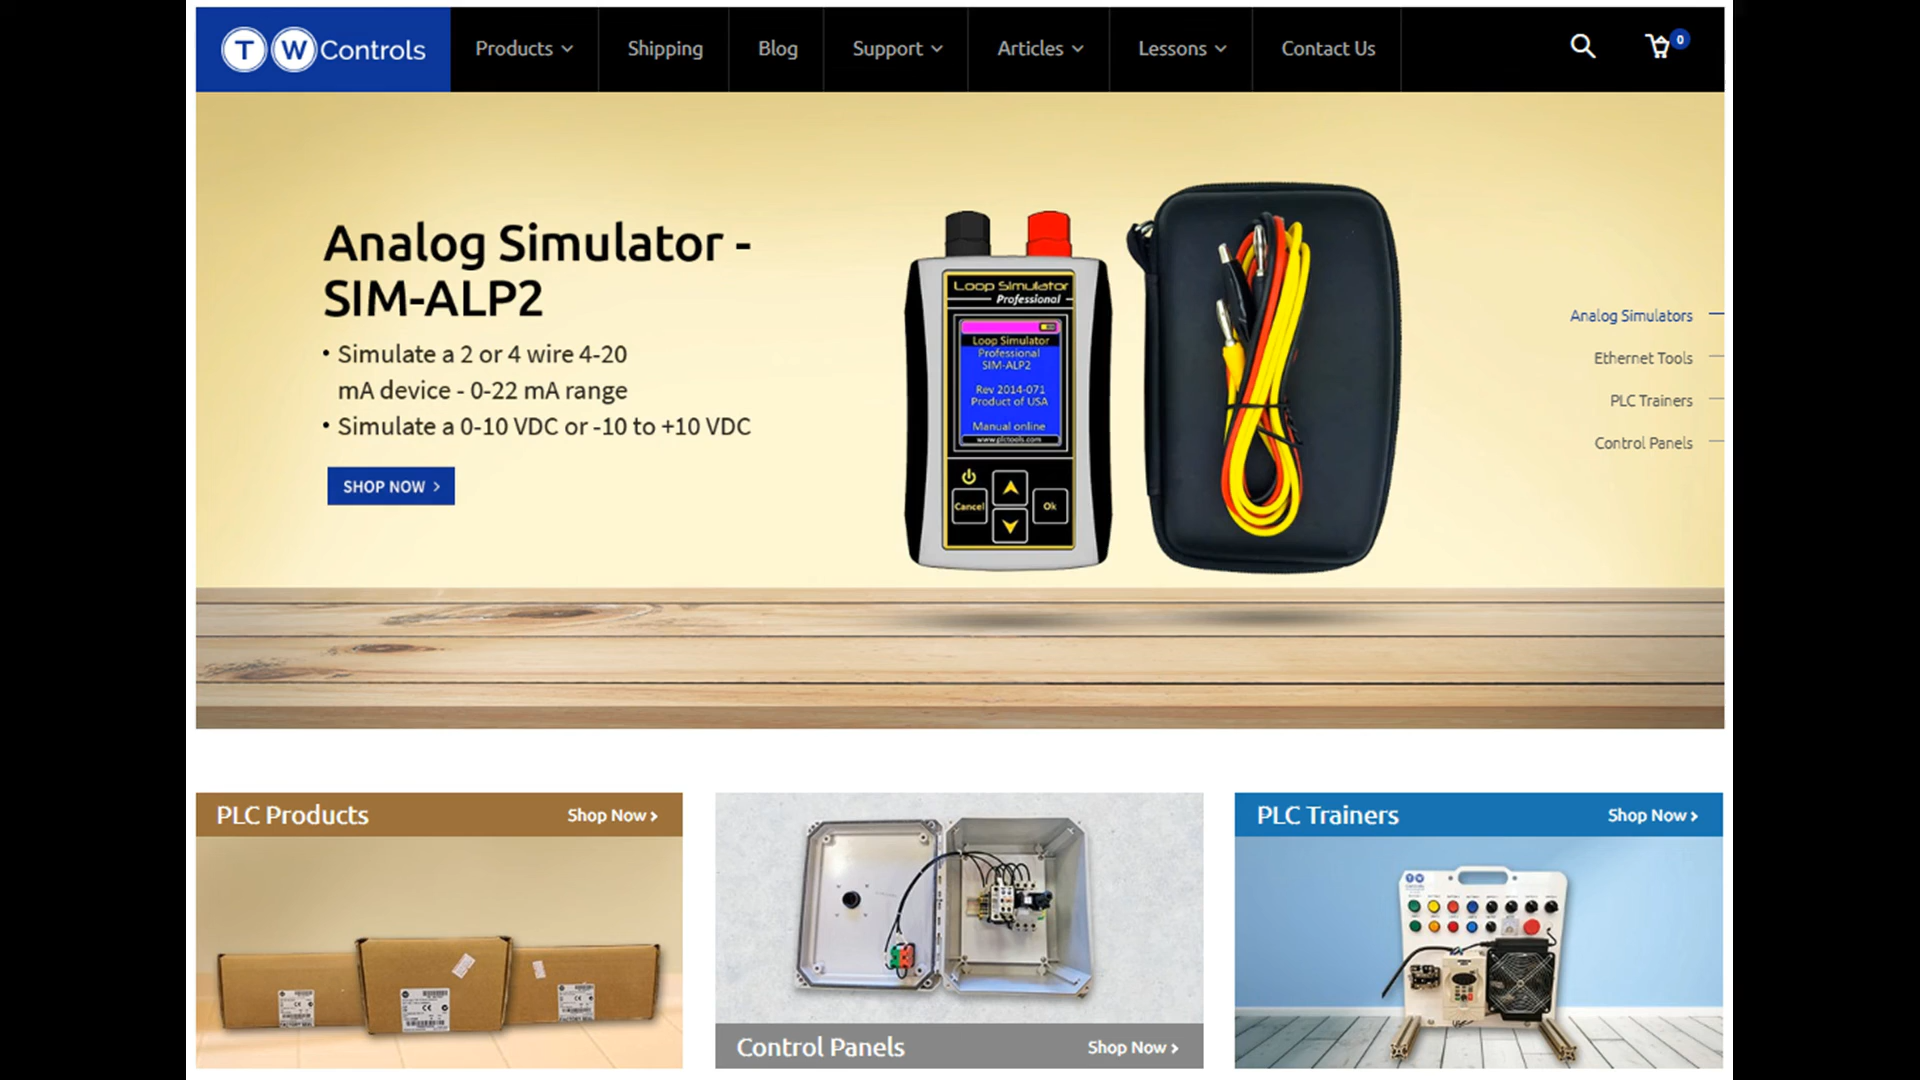 TW Controls
Products
Shipping
Blog
Support
Articles
Lessons
Contact Us
0
Analog Simulator -
SIM-ALP2
• Simulate a 2 or 4 wire 4-20
mA device - 0-22 mA range
• Simulate a 0-10 VDC or -10 to +10 VDC
SHOP NOW >
Loop Simulator
Professional
Loop Simulator
Professional
SIM-ALP2
Rev 2014-071
Product of USA
Manual online
www.plctools.com
Cancel
Ok
Analog Simulators
Ethernet Tools
PLC Trainers
Control Panels
PLC Products
Shop Now >
Control Panels
Shop Now >
PLC Trainers
Shop Now >
T W